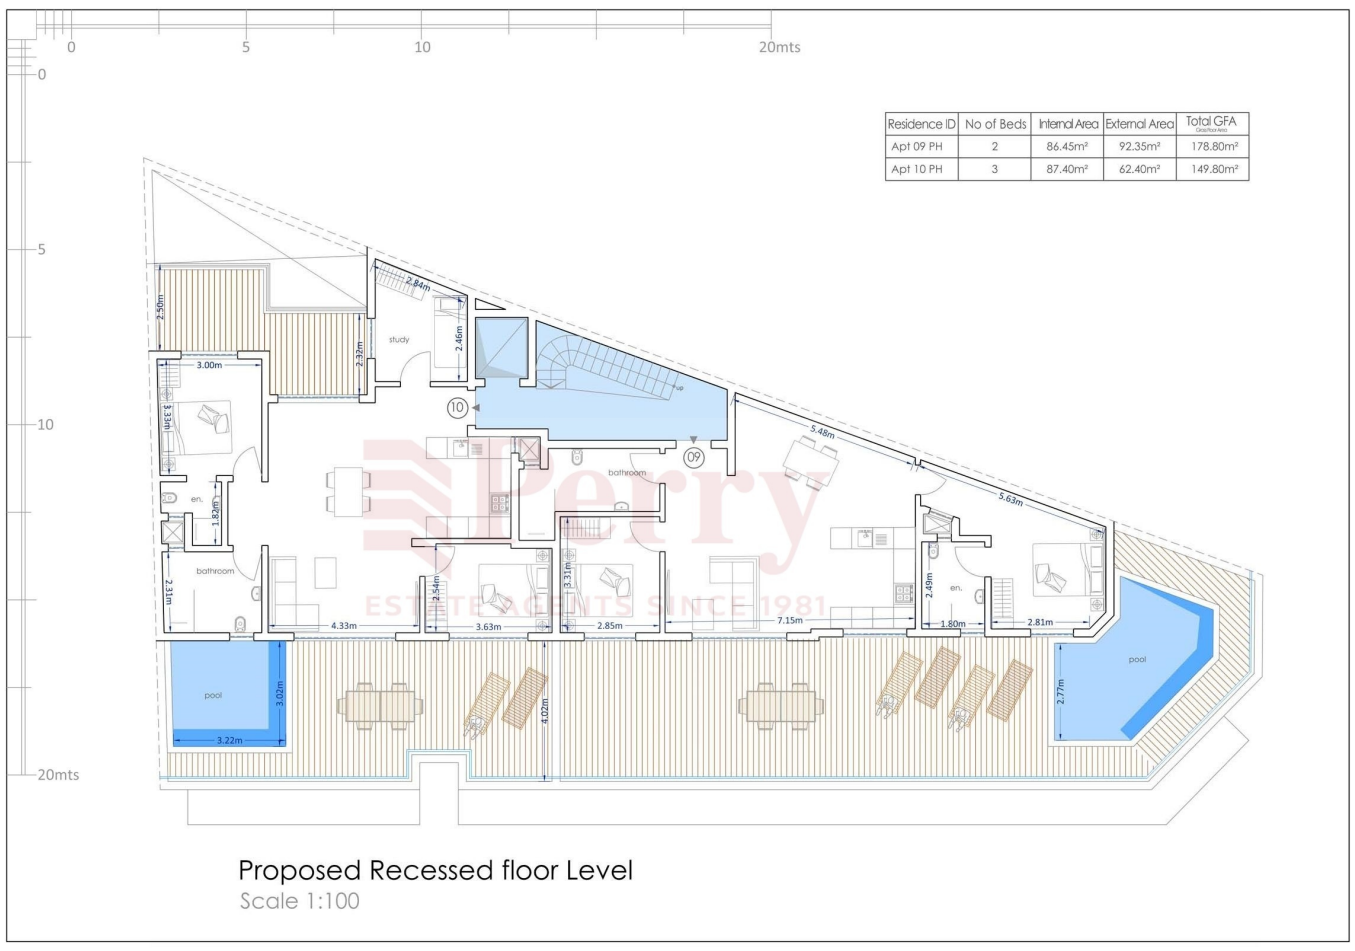 0 5 10 20mts
0
5
10
20mts
Residence ID No of Beds Internal Area External Area Total GFA
Apt 09 PH 2 86.45m² 92.35m² 178.80m²
Apt 10 PH 3 87.40m² 62.40m² 149.80m²
2.84m
2.50m
study
2.46m
2.32m
3.00m
up
10
3.33m
5.48m
09
bathroom
5.63m
en.
1.82m
Perry
ESTATE AGENTS SINCE 1981
bathroom
2.31m
2.54m
3.31m
2.49m
en.
4.33m
3.63m
2.85m
7.15m
1.80m
2.81m
pool
3.02m
3.22m
4.02m
2.77m
pool
Proposed Recessed floor Level
Scale 1:100